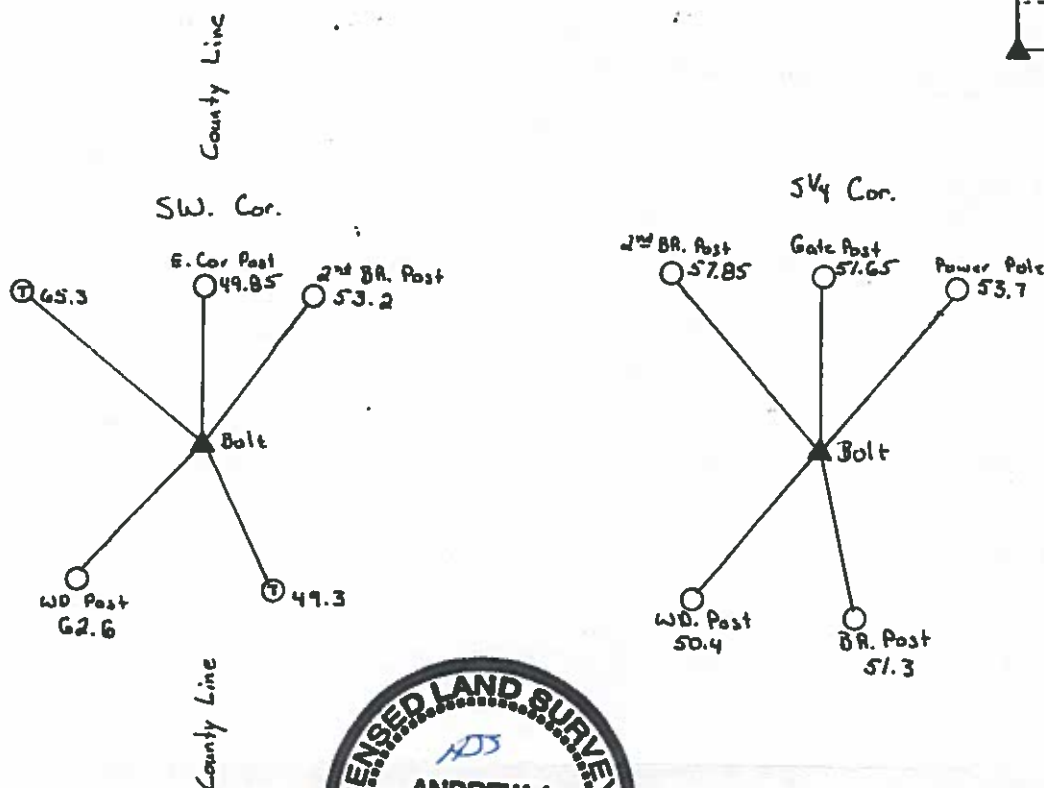 County Line
SW. Cor.
T 65.3
E. Cor Post
49.85
2nd BR. Post
53.2
Bolt
WD Post
62.6
T 49.3
County Line
S1/4 Cor.
2nd BR. Post
57.85
Gate Post
51.65
Power Pole
53.7
Bolt
WD. Post
50.4
BR. Post
51.3
ENSED LAND SURVEY
AJS